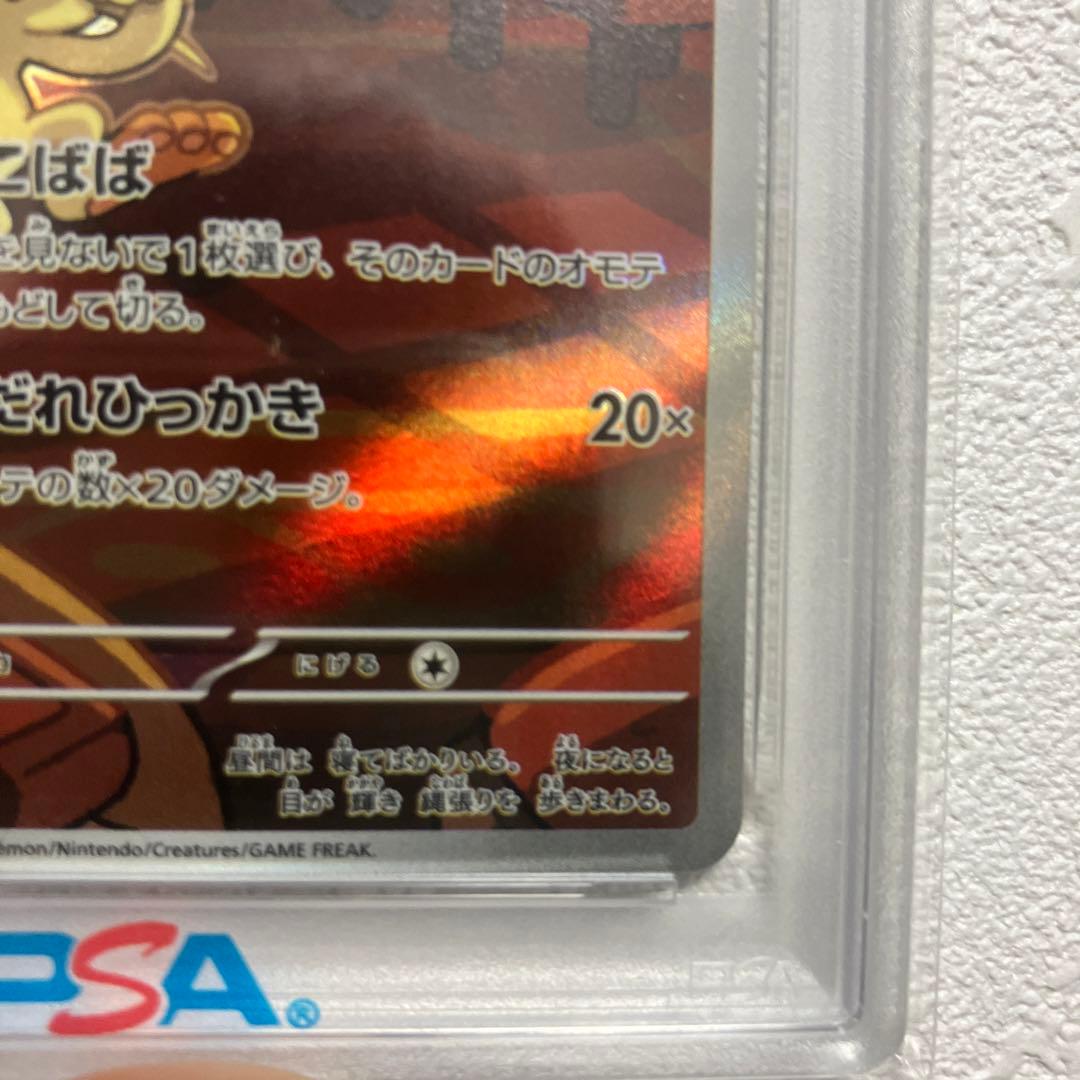 こばば
を見ないで1枚選び、そのカードのオモテ
もどして切る。
だれひっかき 20×
テの数×20ダメージ。
にげる
昼間は 寝てばかりいる。 夜になると
目が 輝き 縄張りを 歩きまわる。
émon/Nintendo/Creatures/GAME FREAK.
PSA®
PSA